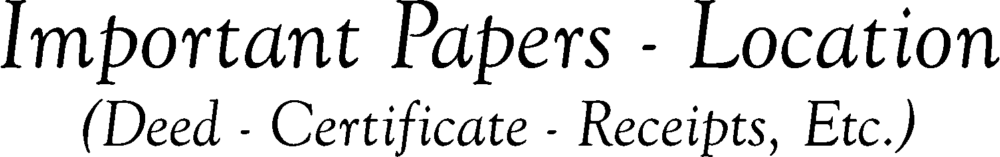 Important Papers - Location
(Deed - Certificate - Receipts, Etc.)